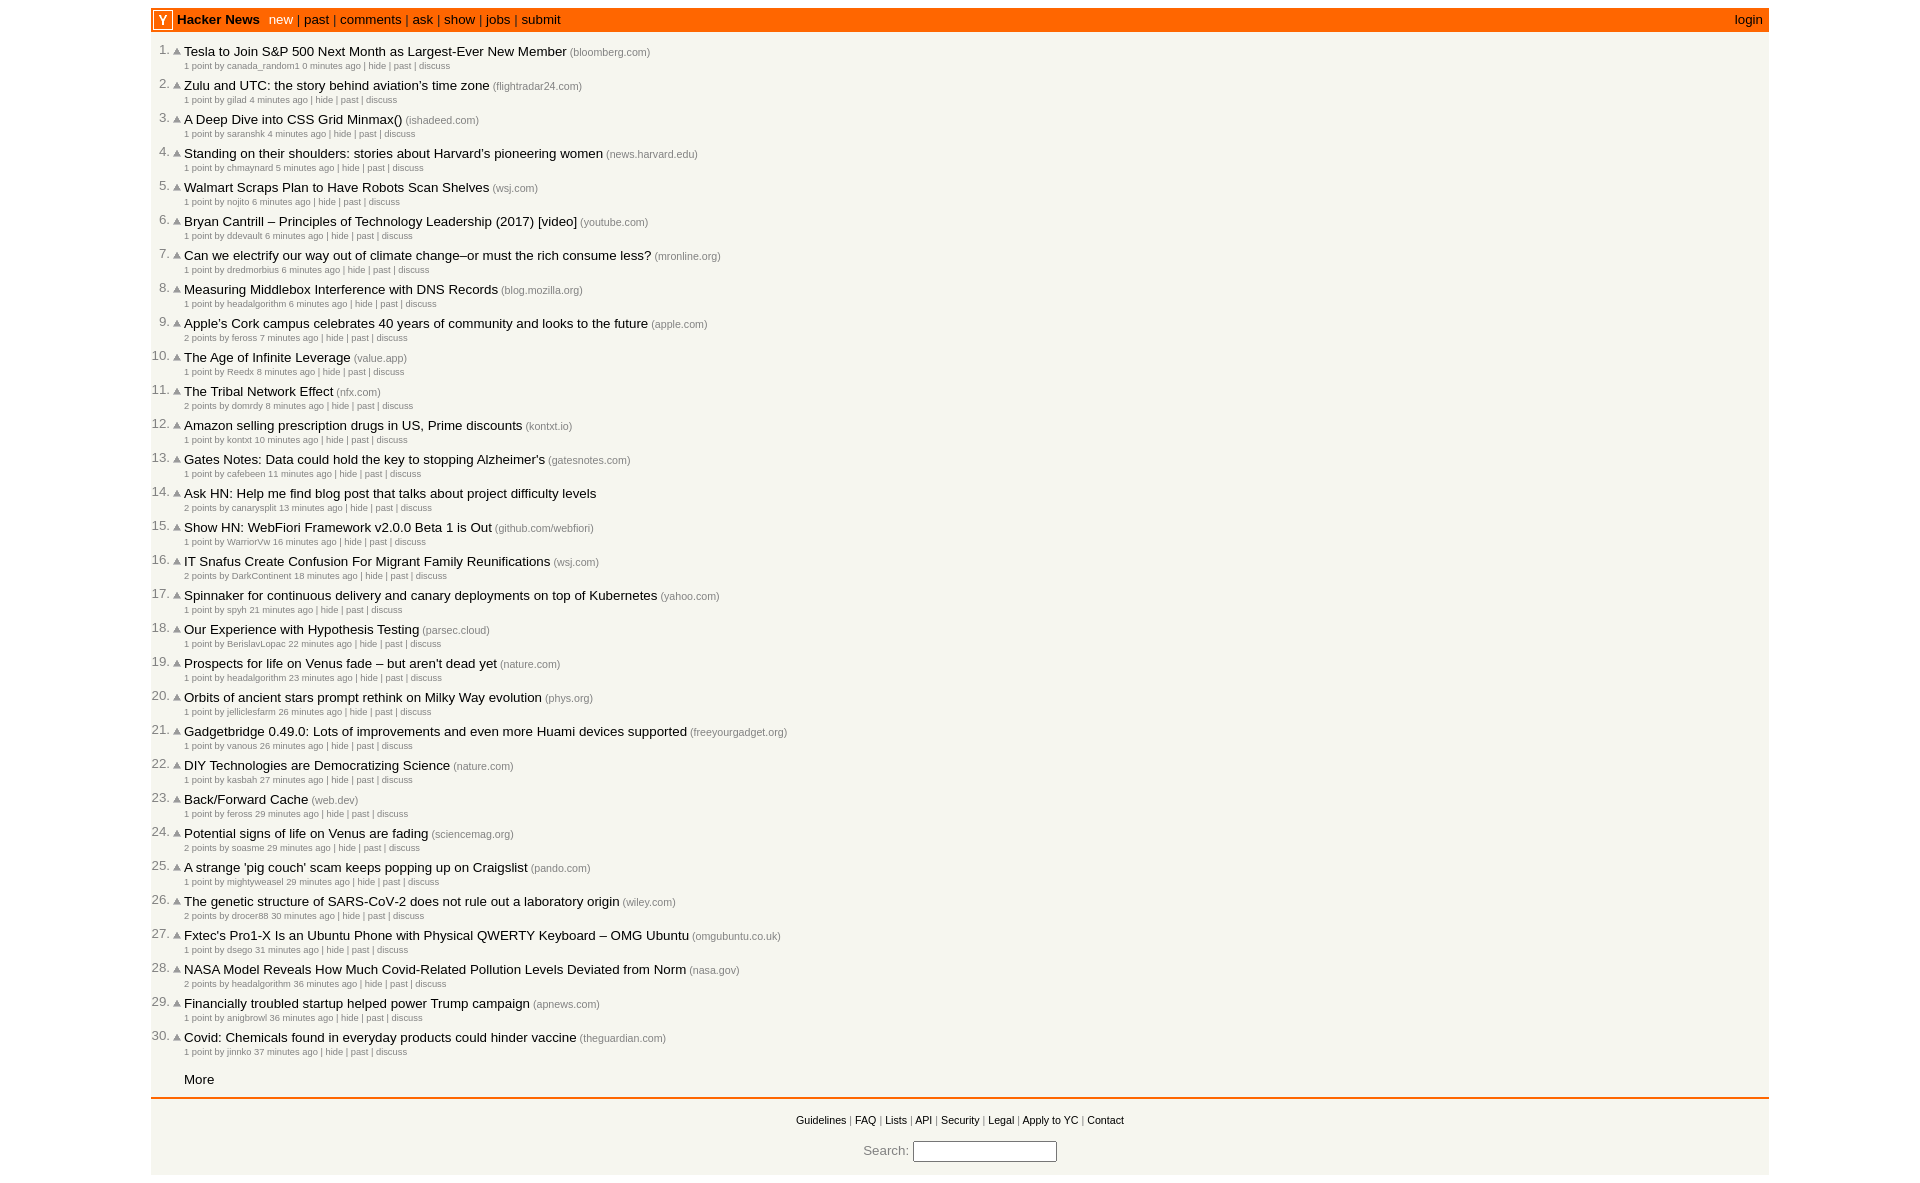 Y Hacker News new | past | comments | ask | show | jobs | submit login
1. Tesla to Join S&P 500 Next Month as Largest-Ever New Member (bloomberg.com)
1 point by canada_random1 0 minutes ago | hide | past | discuss
2. Zulu and UTC: the story behind aviation’s time zone (flightradar24.com)
1 point by gilad 4 minutes ago | hide | past | discuss
3. A Deep Dive into CSS Grid Minmax() (ishadeed.com)
1 point by saranshk 4 minutes ago | hide | past | discuss
4. Standing on their shoulders: stories about Harvard’s pioneering women (news.harvard.edu)
1 point by chmaynard 5 minutes ago | hide | past | discuss
5. Walmart Scraps Plan to Have Robots Scan Shelves (wsj.com)
1 point by nojito 6 minutes ago | hide | past | discuss
6. Bryan Cantrill – Principles of Technology Leadership (2017) [video] (youtube.com)
1 point by ddevault 6 minutes ago | hide | past | discuss
7. Can we electrify our way out of climate change–or must the rich consume less? (mronline.org)
1 point by dredmorbius 6 minutes ago | hide | past | discuss
8. Measuring Middlebox Interference with DNS Records (blog.mozilla.org)
1 point by headalgorithm 6 minutes ago | hide | past | discuss
9. Apple’s Cork campus celebrates 40 years of community and looks to the future (apple.com)
2 points by feross 7 minutes ago | hide | past | discuss
10. The Age of Infinite Leverage (value.app)
1 point by Reedx 8 minutes ago | hide | past | discuss
11. The Tribal Network Effect (nfx.com)
2 points by domrdy 8 minutes ago | hide | past | discuss
12. Amazon selling prescription drugs in US, Prime discounts (kontxt.io)
1 point by kontxt 10 minutes ago | hide | past | discuss
13. Gates Notes: Data could hold the key to stopping Alzheimer's (gatesnotes.com)
1 point by cafebeen 11 minutes ago | hide | past | discuss
14. Ask HN: Help me find blog post that talks about project difficulty levels
2 points by canarysplit 13 minutes ago | hide | past | discuss
15. Show HN: WebFiori Framework v2.0.0 Beta 1 is Out (github.com/webfiori)
1 point by WarriorVw 16 minutes ago | hide | past | discuss
16. IT Snafus Create Confusion For Migrant Family Reunifications (wsj.com)
2 points by DarkContinent 18 minutes ago | hide | past | discuss
17. Spinnaker for continuous delivery and canary deployments on top of Kubernetes (yahoo.com)
1 point by spyh 21 minutes ago | hide | past | discuss
18. Our Experience with Hypothesis Testing (parsec.cloud)
1 point by BerislavLopac 22 minutes ago | hide | past | discuss
19. Prospects for life on Venus fade – but aren't dead yet (nature.com)
1 point by headalgorithm 23 minutes ago | hide | past | discuss
20. Orbits of ancient stars prompt rethink on Milky Way evolution (phys.org)
1 point by jelliclesfarm 26 minutes ago | hide | past | discuss
21. Gadgetbridge 0.49.0: Lots of improvements and even more Huami devices supported (freeyourgadget.org)
1 point by vanous 26 minutes ago | hide | past | discuss
22. DIY Technologies are Democratizing Science (nature.com)
1 point by kasbah 27 minutes ago | hide | past | discuss
23. Back/Forward Cache (web.dev)
1 point by feross 29 minutes ago | hide | past | discuss
24. Potential signs of life on Venus are fading (sciencemag.org)
2 points by soasme 29 minutes ago | hide | past | discuss
25. A strange 'pig couch' scam keeps popping up on Craigslist (pando.com)
1 point by mightyweasel 29 minutes ago | hide | past | discuss
26. The genetic structure of SARS-CoV-2 does not rule out a laboratory origin (wiley.com)
2 points by drocer88 30 minutes ago | hide | past | discuss
27. Fxtec's Pro1-X Is an Ubuntu Phone with Physical QWERTY Keyboard – OMG Ubuntu (omgubuntu.co.uk)
1 point by dsego 31 minutes ago | hide | past | discuss
28. NASA Model Reveals How Much Covid-Related Pollution Levels Deviated from Norm (nasa.gov)
2 points by headalgorithm 36 minutes ago | hide | past | discuss
29. Financially troubled startup helped power Trump campaign (apnews.com)
1 point by anigbrowl 36 minutes ago | hide | past | discuss
30. Covid: Chemicals found in everyday products could hinder vaccine (theguardian.com)
1 point by jinnko 37 minutes ago | hide | past | discuss
More
Guidelines | FAQ | Lists | API | Security | Legal | Apply to YC | Contact
Search: